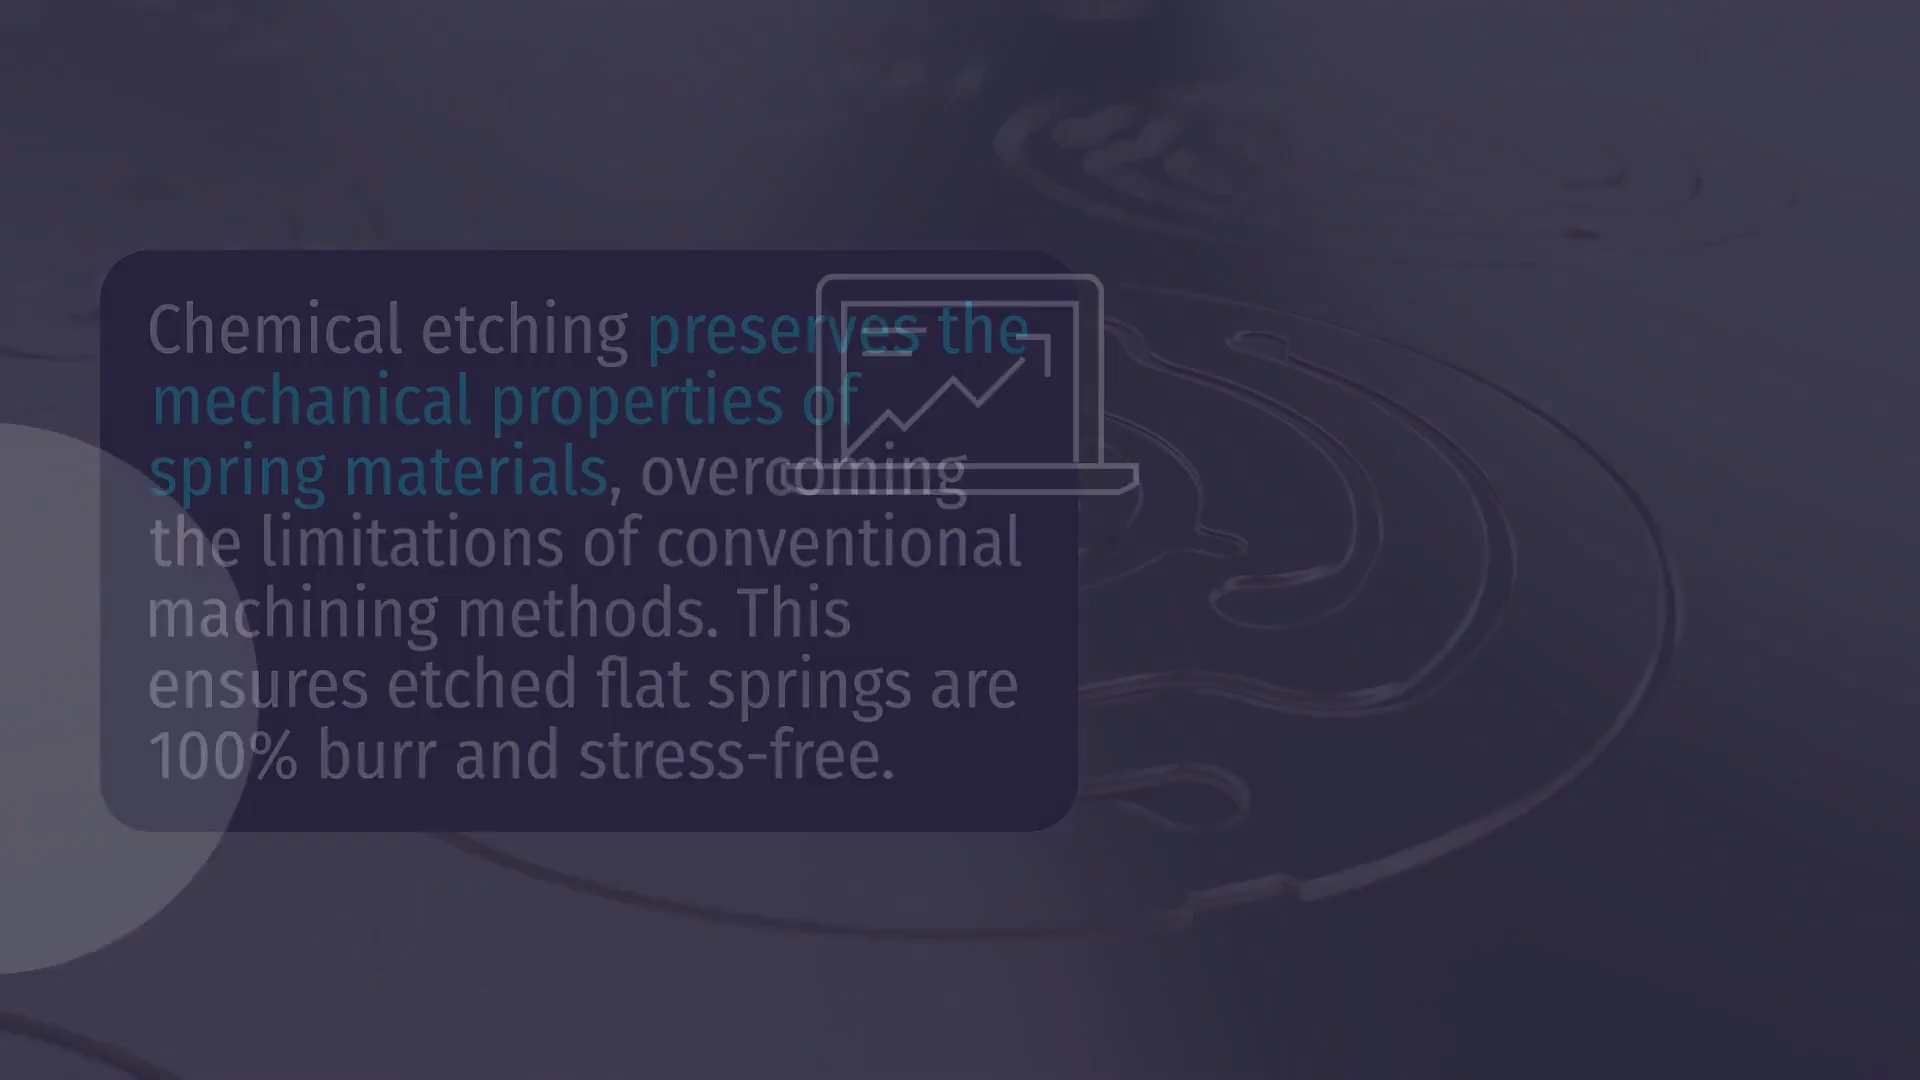 Chemical etching preserves the
mechanical properties of
spring materials, overcoming
the limitations of conventional
machining methods. This
ensures etched flat springs are
100% burr and stress-free.